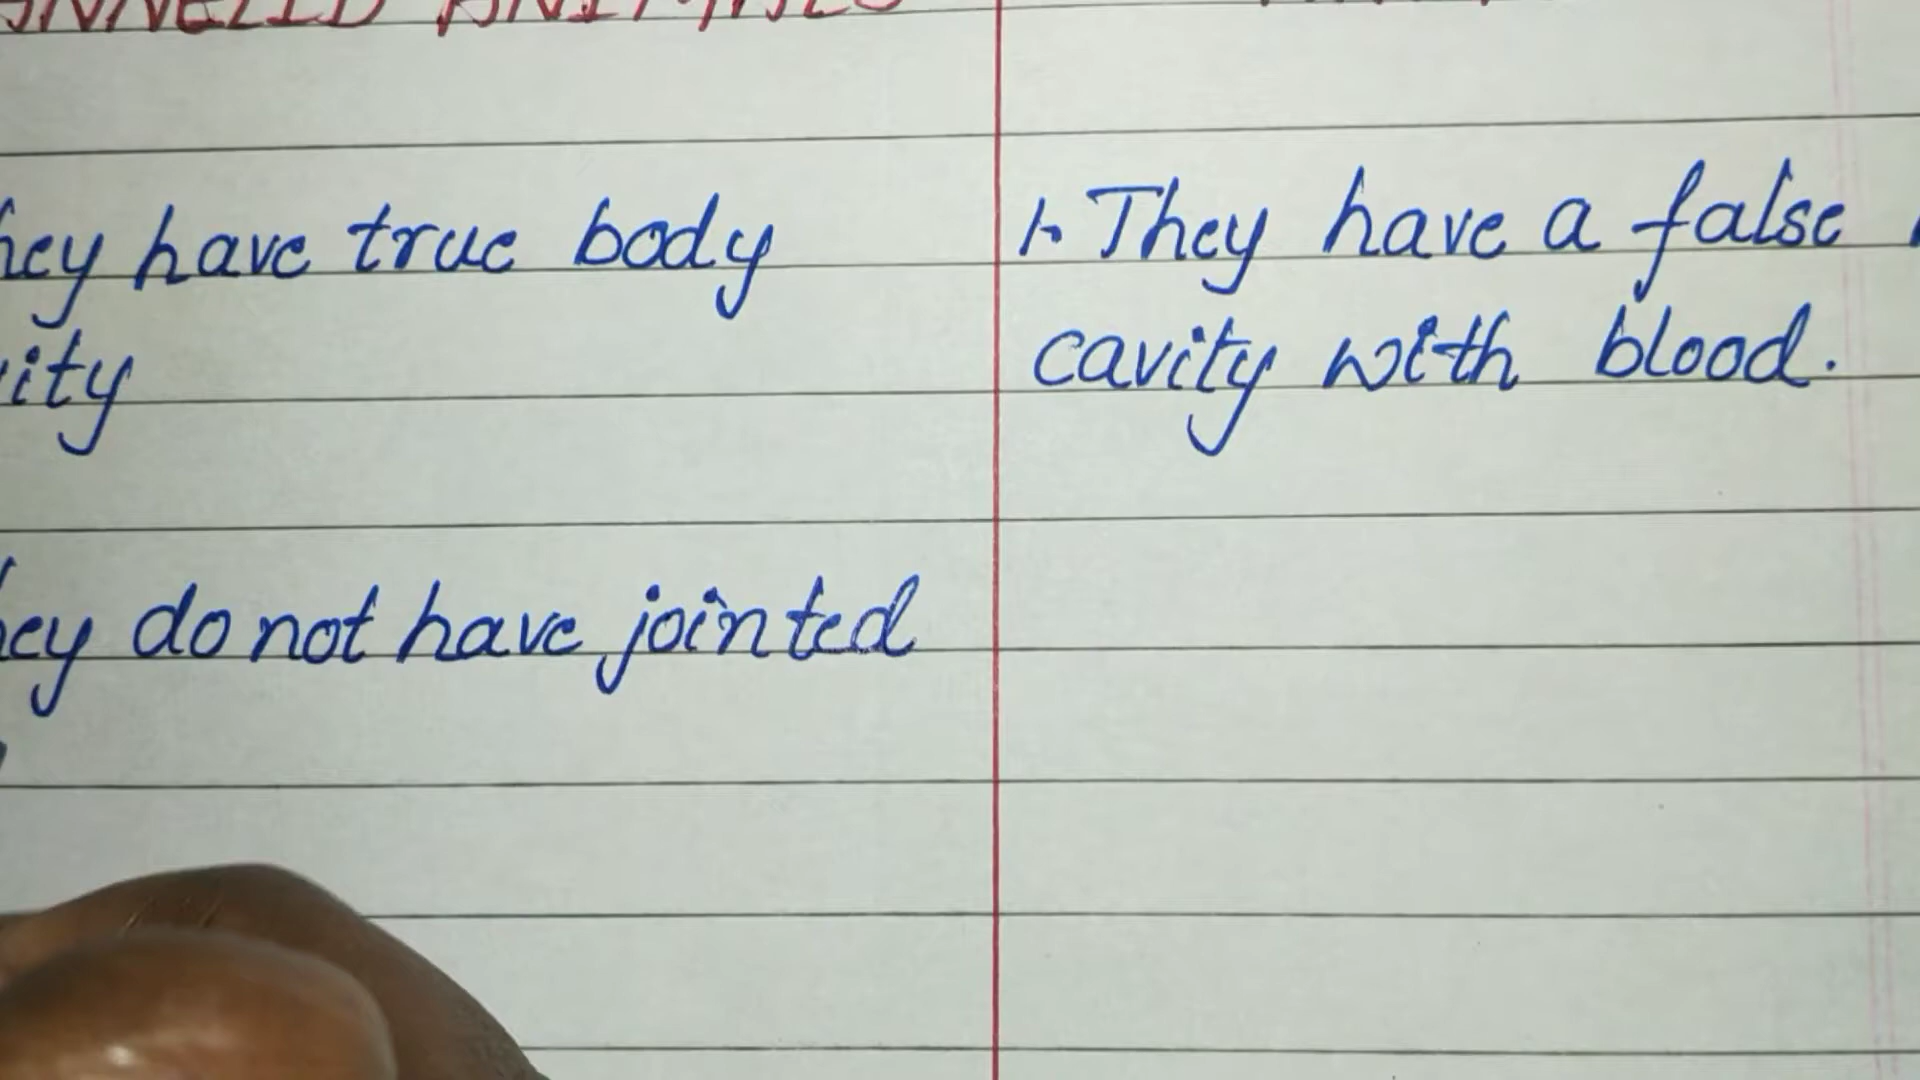 ANNELID ANIMALS
hey have true body
ity
hey do not have jointed
1. They have a false
cavity with blood.